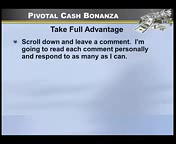 PIVOTAL CASH BONANZA
Take Full Advantage
Scroll down and leave a comment. I'm
going to read each comment personally
and respond to as many as I can.